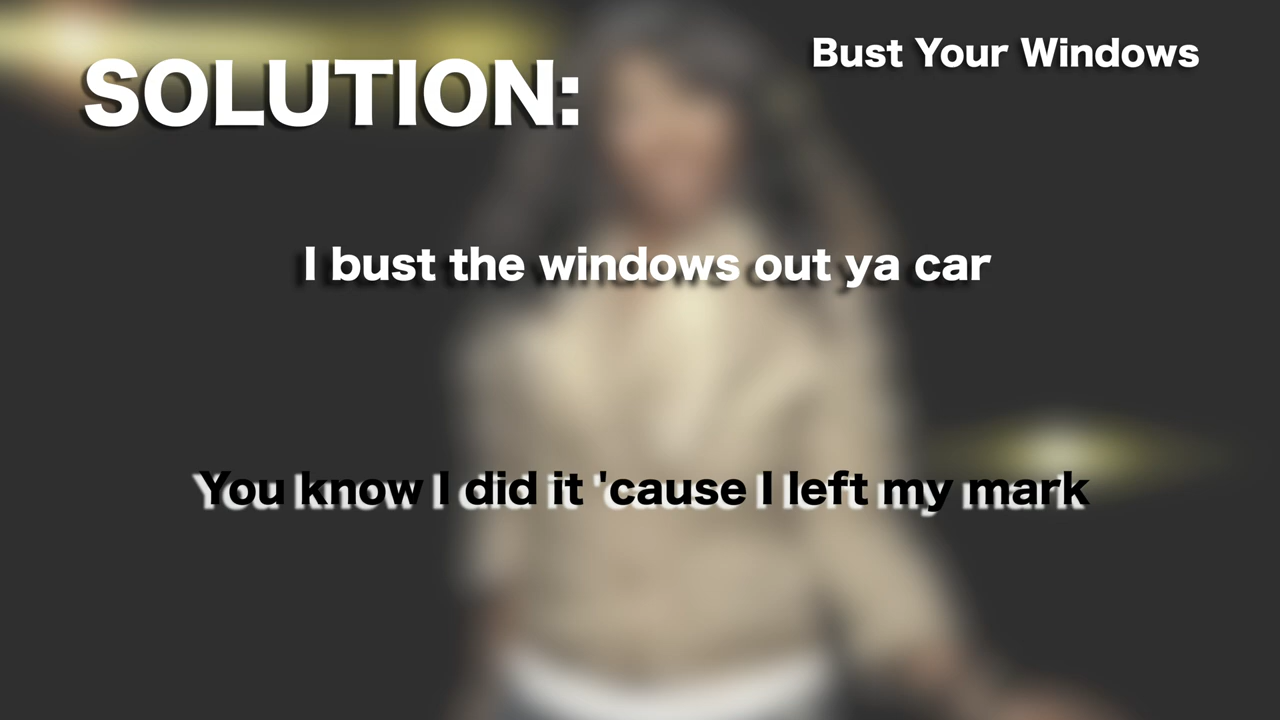 Bust Your Windows
SOLUTION:
I bust the windows out ya car
You know I did it 'cause I left my mark